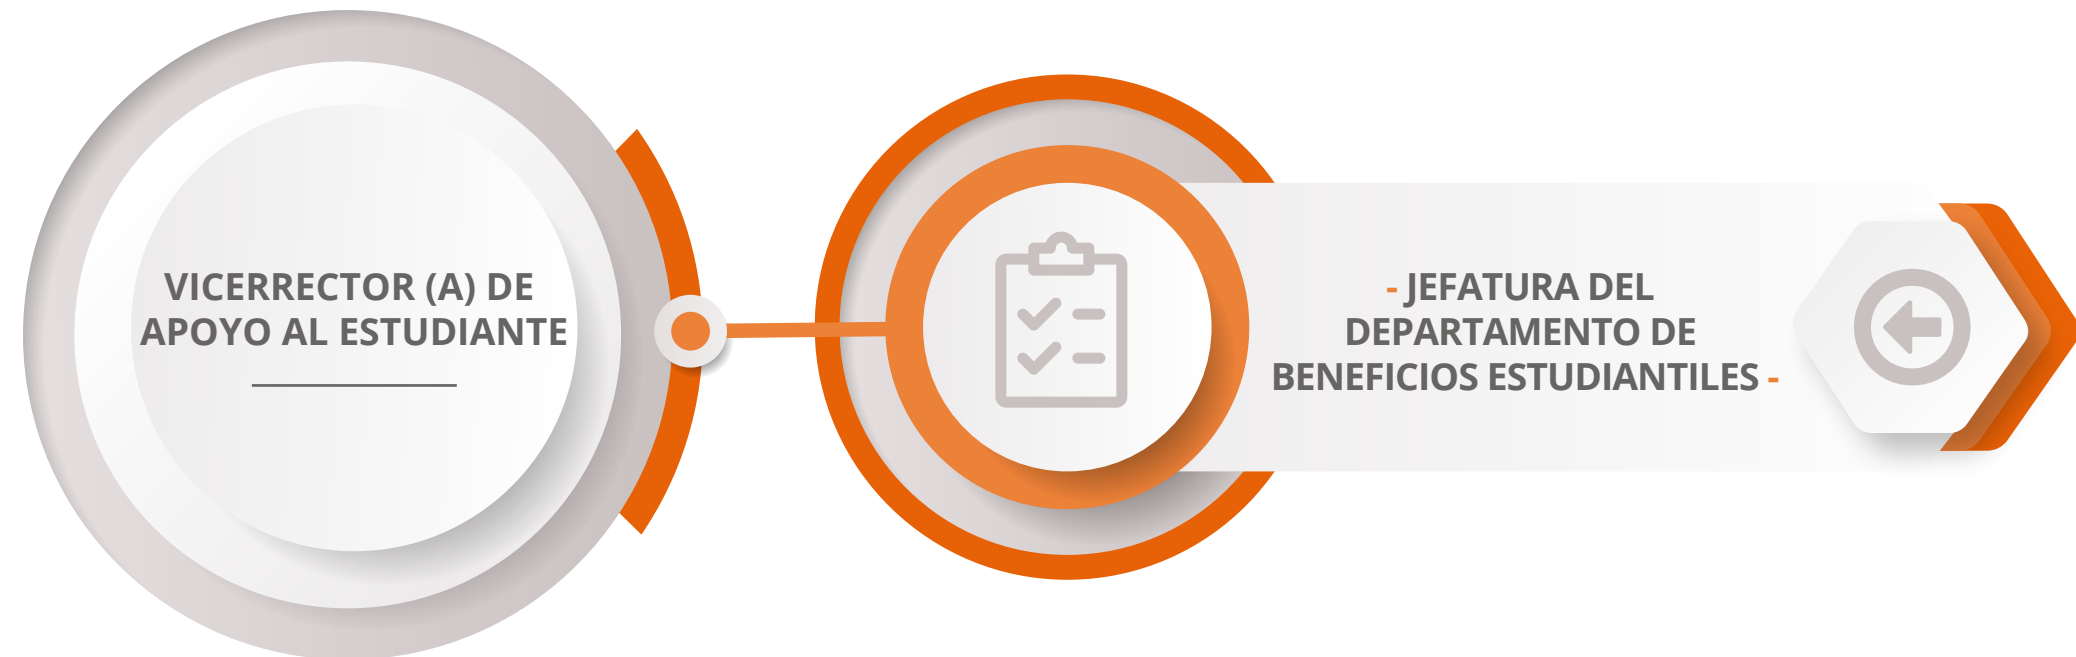 VICERRECTOR (A) DE
APOYO AL ESTUDIANTE
- JEFATURA DEL
DEPARTAMENTO DE
BENEFICIOS ESTUDIANTILES -